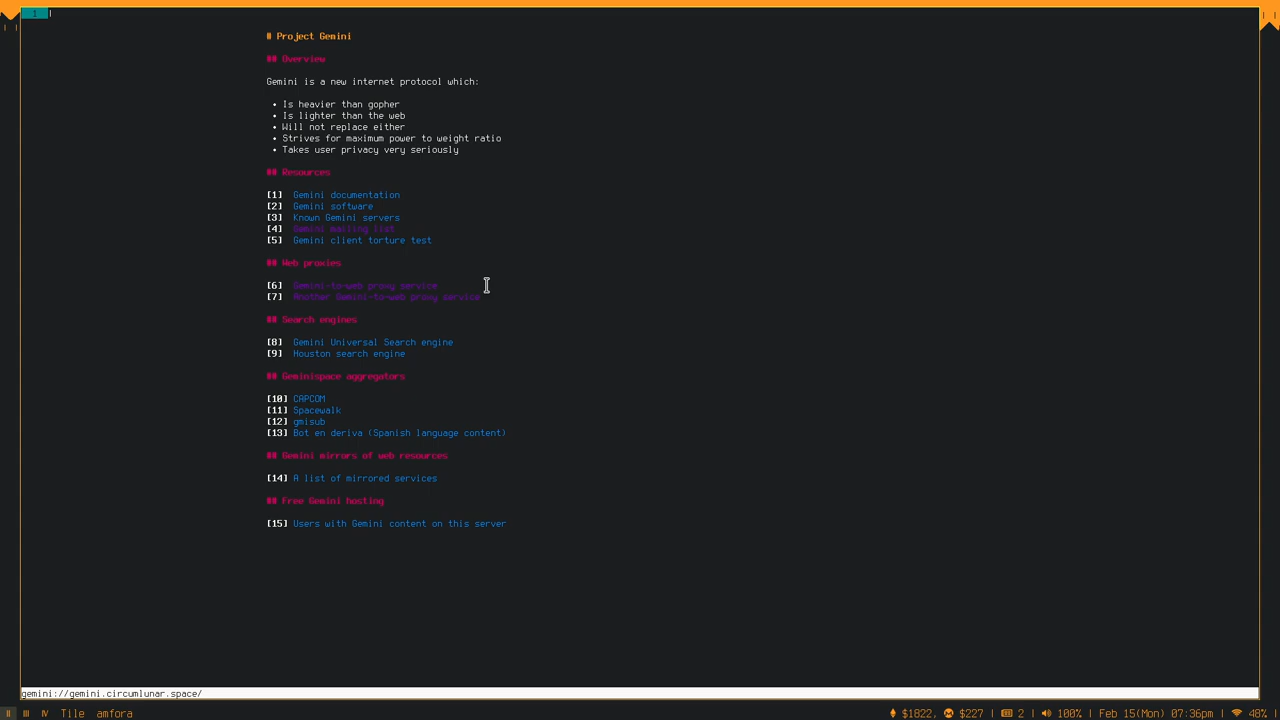 1
# Project Gemini
## Overview
Gemini is a new internet protocol which:
• Is heavier than gopher
• Is lighter than the web
• Will not replace either
• Strives for maximum power to weight ratio
• Takes user privacy very seriously
## Resources
[1] Gemini documentation
[2] Gemini software
[3] Known Gemini servers
[4] Gemini mailing list
[5] Gemini client torture test
## Web proxies
[6] Gemini-to-web proxy service
[7] Another Gemini-to-web proxy service
## Search engines
[8] Gemini Universal Search engine
[9] Houston search engine
## Geminispace aggregators
[10] CAPCOM
[11] Spacewalk
[12] gmisub
[13] Bot en deriva (Spanish language content)
## Gemini mirrors of web resources
[14] A list of mirrored services
## Free Gemini hosting
[15] Users with Gemini content on this server
gemini://gemini.circumlunar.space/
II III IV Tile amfora $1822, $227 | 2 | 100% | Feb 15(Mon) 07:36pm | 48% |